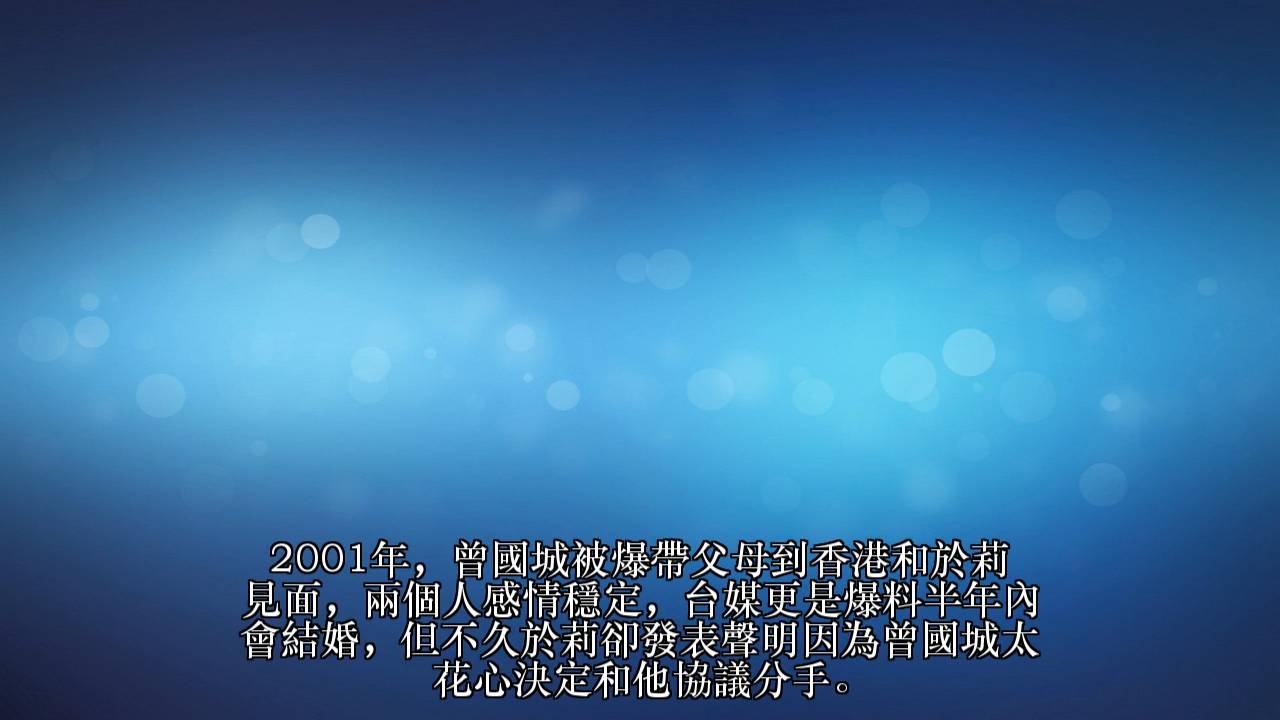 2001年，曾國城被爆帶父母到香港和於莉
見面，兩個人感情穩定，台媒更是爆料半年內
會結婚，但不久於莉卻發表聲明因為曾國城太
花心決定和他協議分手。